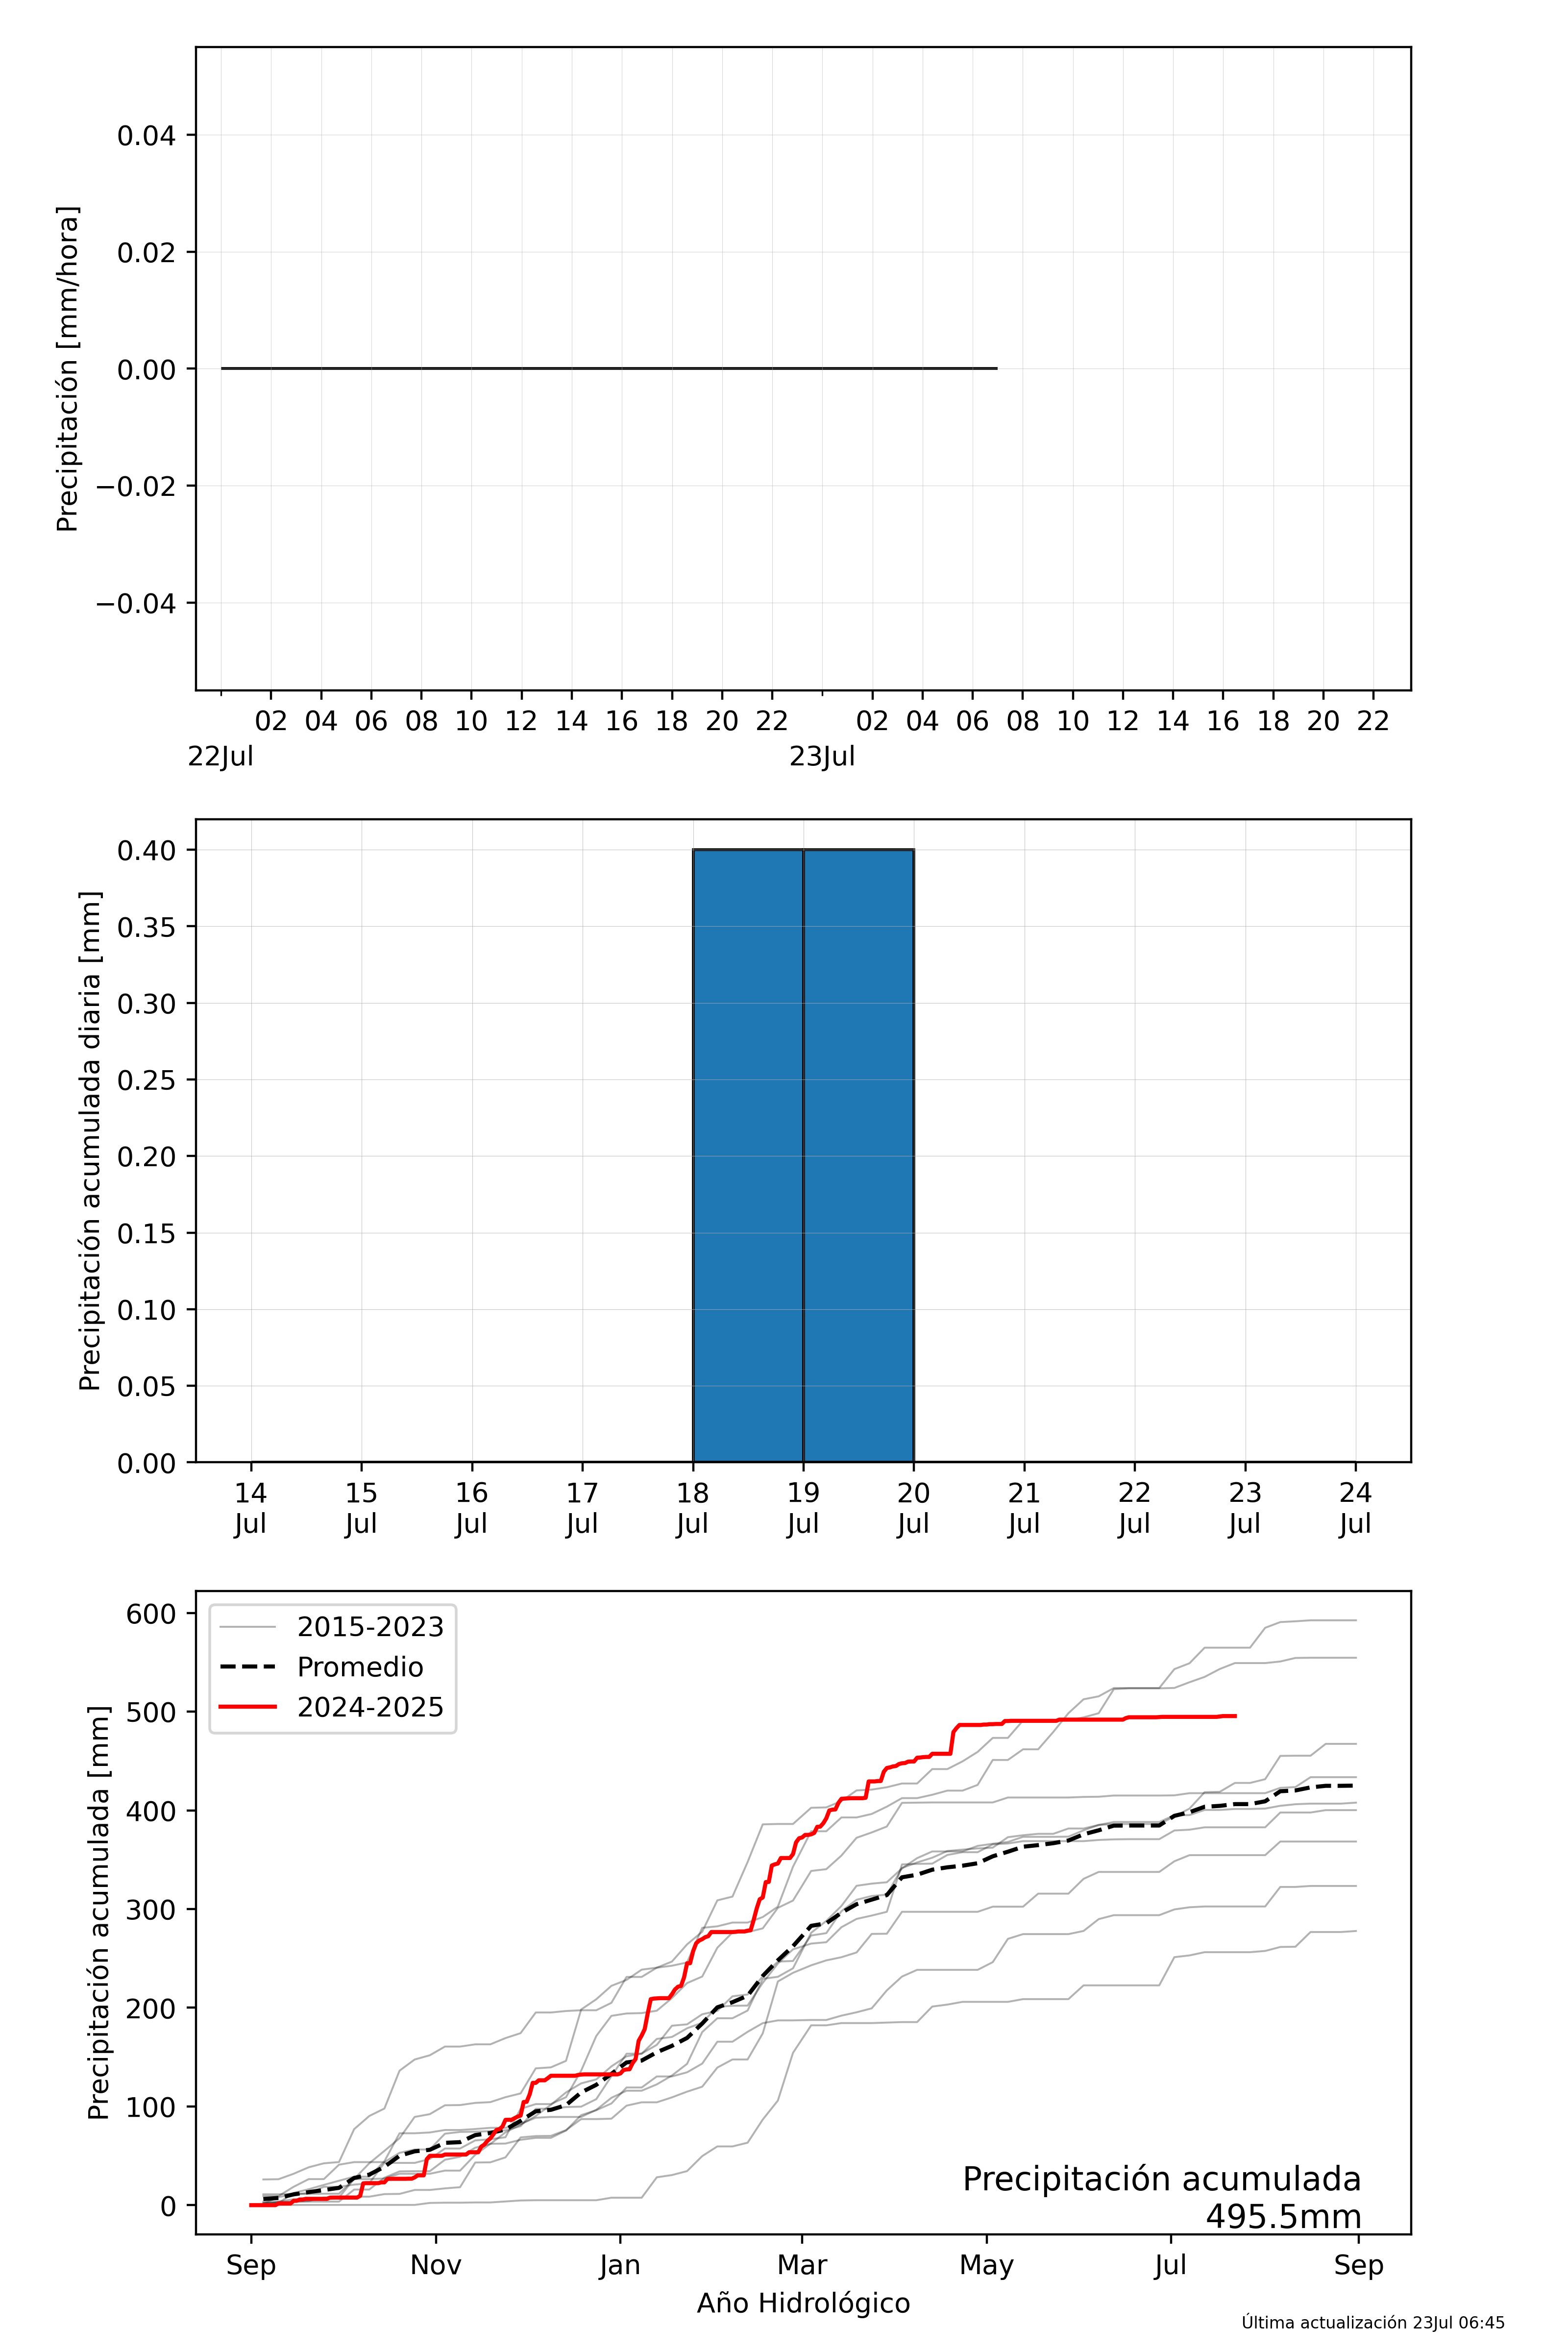 Precipitación [mm/hora]
0.04
0.02
0.00
−0.02
−0.04
02 04 06 08 10 12 14 16 18 20 22 02 04 06 08 10 12 14 16 18 20 22
22Jul 23Jul
Precipitación acumulada diaria [mm]
0.40
0.35
0.30
0.25
0.20
0.15
0.10
0.05
0.00
14 15 16 17 18 19 20 21 22 23 24
Jul Jul Jul Jul Jul Jul Jul Jul Jul Jul Jul
Precipitación acumulada [mm]
600
500
400
300
200
100
0
2015-2023
Promedio
2024-2025
Precipitación acumulada
495.5mm
Sep Nov Jan Mar May Jul Sep
Año Hidrológico
Última actualización 23Jul 06:45